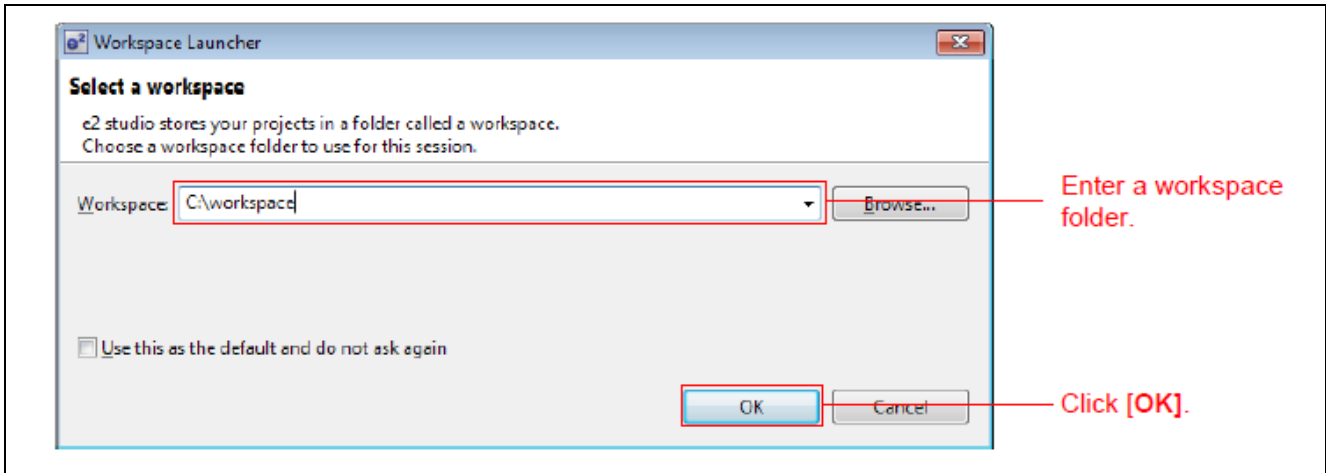 e² Workspace Launcher
Select a workspace
e2 studio stores your projects in a folder called a workspace.
Choose a workspace folder to use for this session.
Workspace: C:\workspace Browse...
Enter a workspace
folder.
Use this as the default and do not ask again
OK Cancel
Click [OK].